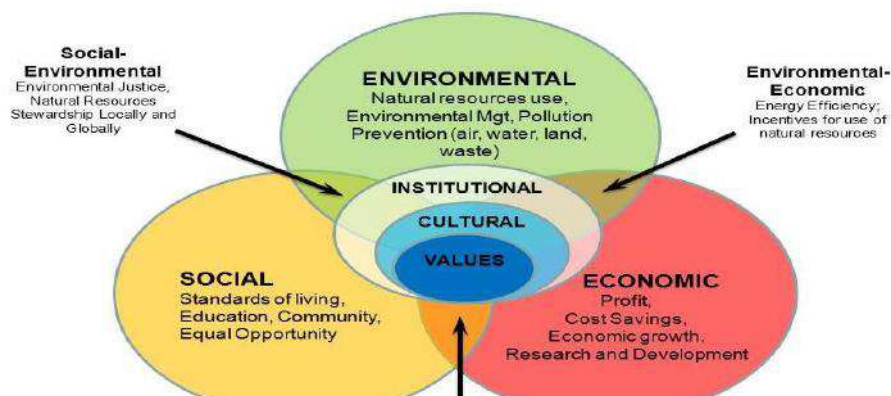 Social-
Environmental
Environmental Justice,
Natural Resources
Stewardship Locally and
Globally
ENVIRONMENTAL
Natural resources use,
Environmental Mgt, Pollution
Prevention (air, water, land,
waste)
Environmental-
Economic
Energy Efficiency;
Incentives for use of
natural resources
INSTITUTIONAL
CULTURAL
VALUES
SOCIAL
Standards of living,
Education, Community,
Equal Opportunity
ECONOMIC
Profit,
Cost Savings,
Economic growth,
Research and Development